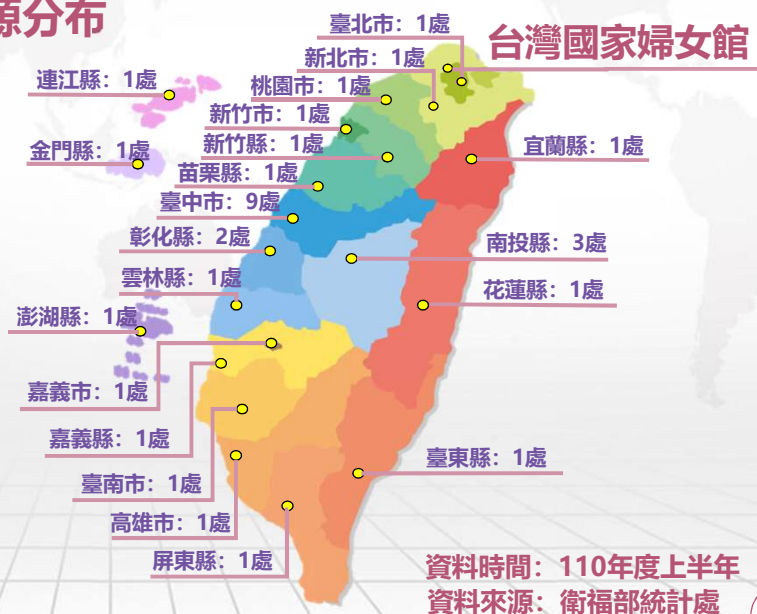 源分布
台灣國家婦女館
臺北市：1處
新北市：1處
連江縣：1處
桃園市：1處
新竹市：1處
新竹縣：1處
宜蘭縣：1處
金門縣：1處
苗栗縣：1處
臺中市：9處
彰化縣：2處
南投縣：3處
雲林縣：1處
花蓮縣：1處
澎湖縣：1處
嘉義市：1處
嘉義縣：1處
臺東縣：1處
臺南市：1處
高雄市：1處
屏東縣：1處
資料時間：110年度上半年
資料來源：衛福部統計處